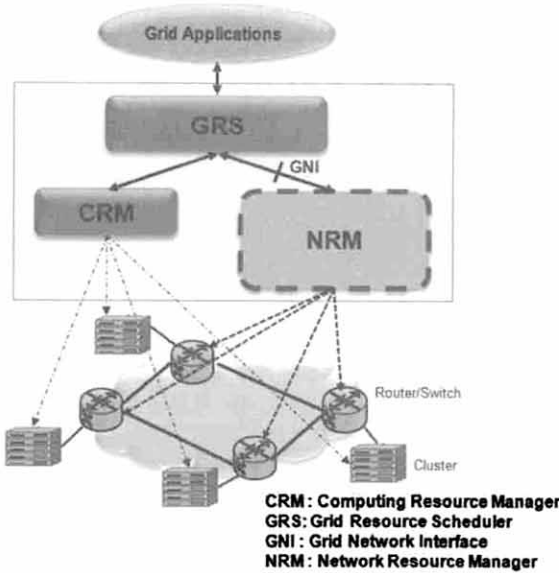 Grid Applications
GRS
GNI
CRM
NRM
Router/Switch
Cluster
CRM : Computing Resource Manager
GRS: Grid Resource Scheduler
GNI : Grid Network Interface
NRM : Network Resource Manager